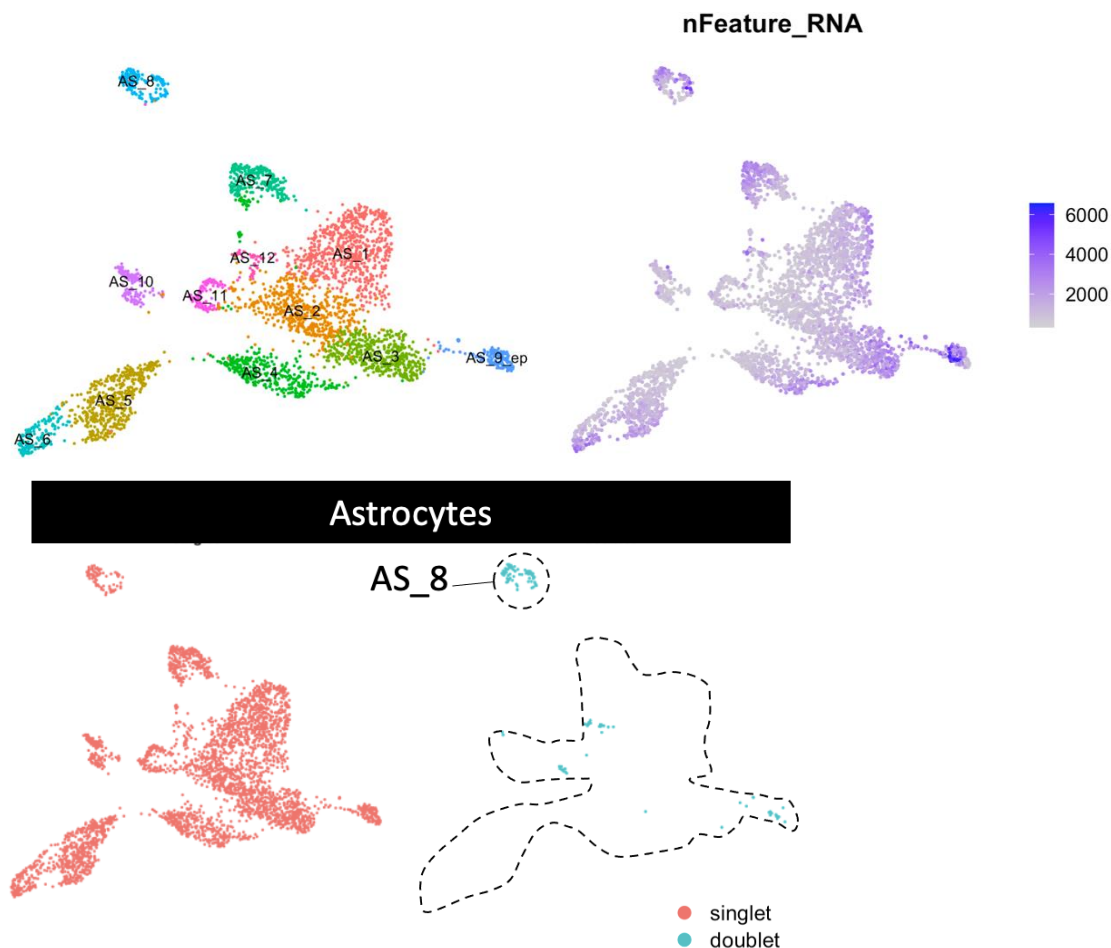 nFeature_RNA
AS_8
AS_7
AS_12
AS_1
AS_10
AS_11
AS_2
AS_3
AS_9_ep
AS_4
AS_5
AS_6
6000
4000
2000
Astrocytes
AS_8
singlet
doublet